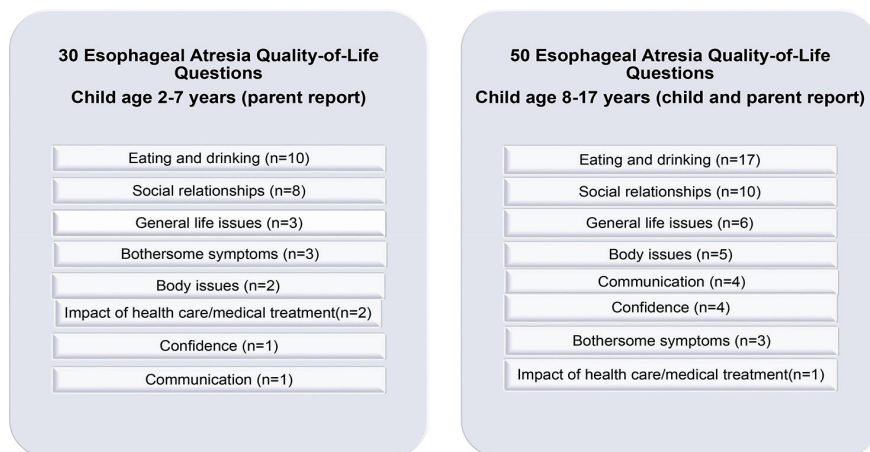 30 Esophageal Atresia Quality-of-Life
Questions
Child age 2-7 years (parent report)
Eating and drinking (n=10)
Social relationships (n=8)
General life issues (n=3)
Bothersome symptoms (n=3)
Body issues (n=2)
Impact of health care/medical treatment(n=2)
Confidence (n=1)
Communication (n=1)
50 Esophageal Atresia Quality-of-Life
Questions
Child age 8-17 years (child and parent report)
Eating and drinking (n=17)
Social relationships (n=10)
General life issues (n=6)
Body issues (n=5)
Communication (n=4)
Confidence (n=4)
Bothersome symptoms (n=3)
Impact of health care/medical treatment(n=1)